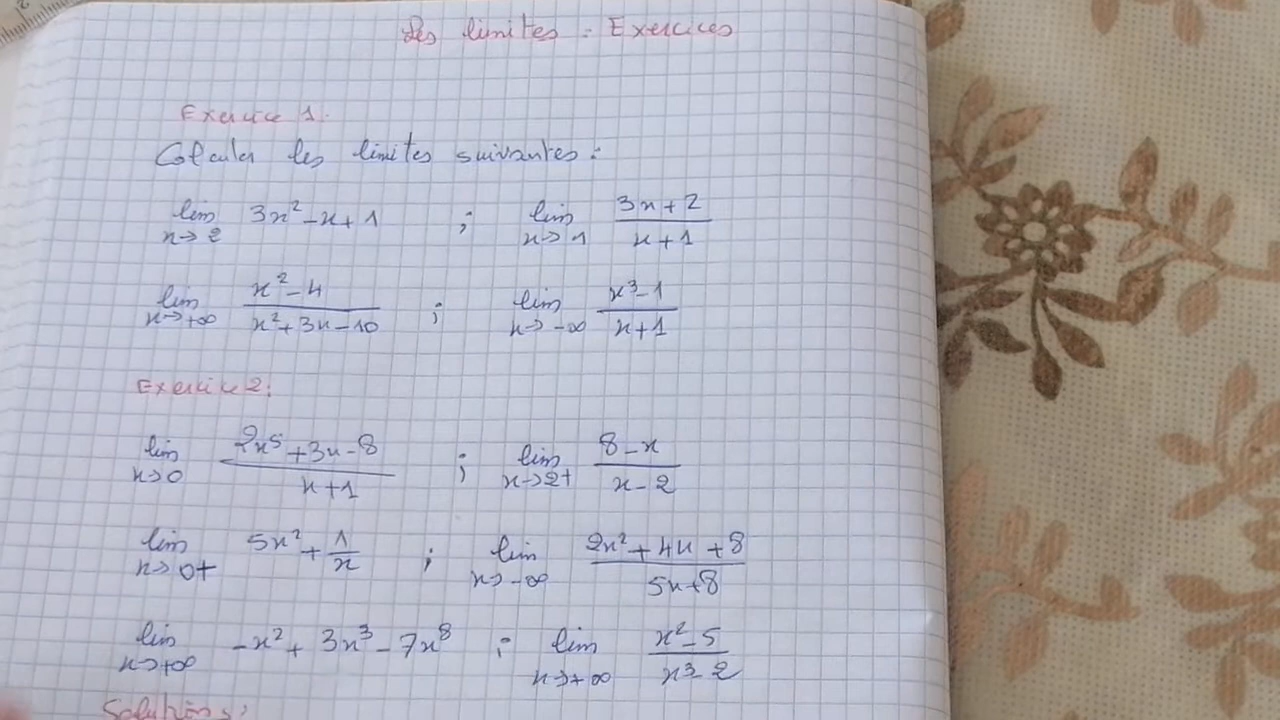 Les limites : Exercices
Exercice 1:
Calculer les limites suivantes :
lim x→2 3x² - x + 1 ; lim x→1 (3x + 2)/(x + 1)
lim x→+∞ (x² - 4)/(x² + 3x - 10) ; lim x→-∞ (x³ - 1)/(x + 1)
Exercice 2:
lim x→0 (2x⁵ + 3x - 8)/(x + 1) ; lim x→2+ (8 - x)/(x - 2)
lim x→0+ 5x² + 1/x ; lim x→-∞ (2x² + 4x + 8)/(5x + 8)
lim x→+∞ -x² + 3x³ - 7x⁸ ; lim x→+∞ (x² - 5)/(x³ - 2)
Solutions: